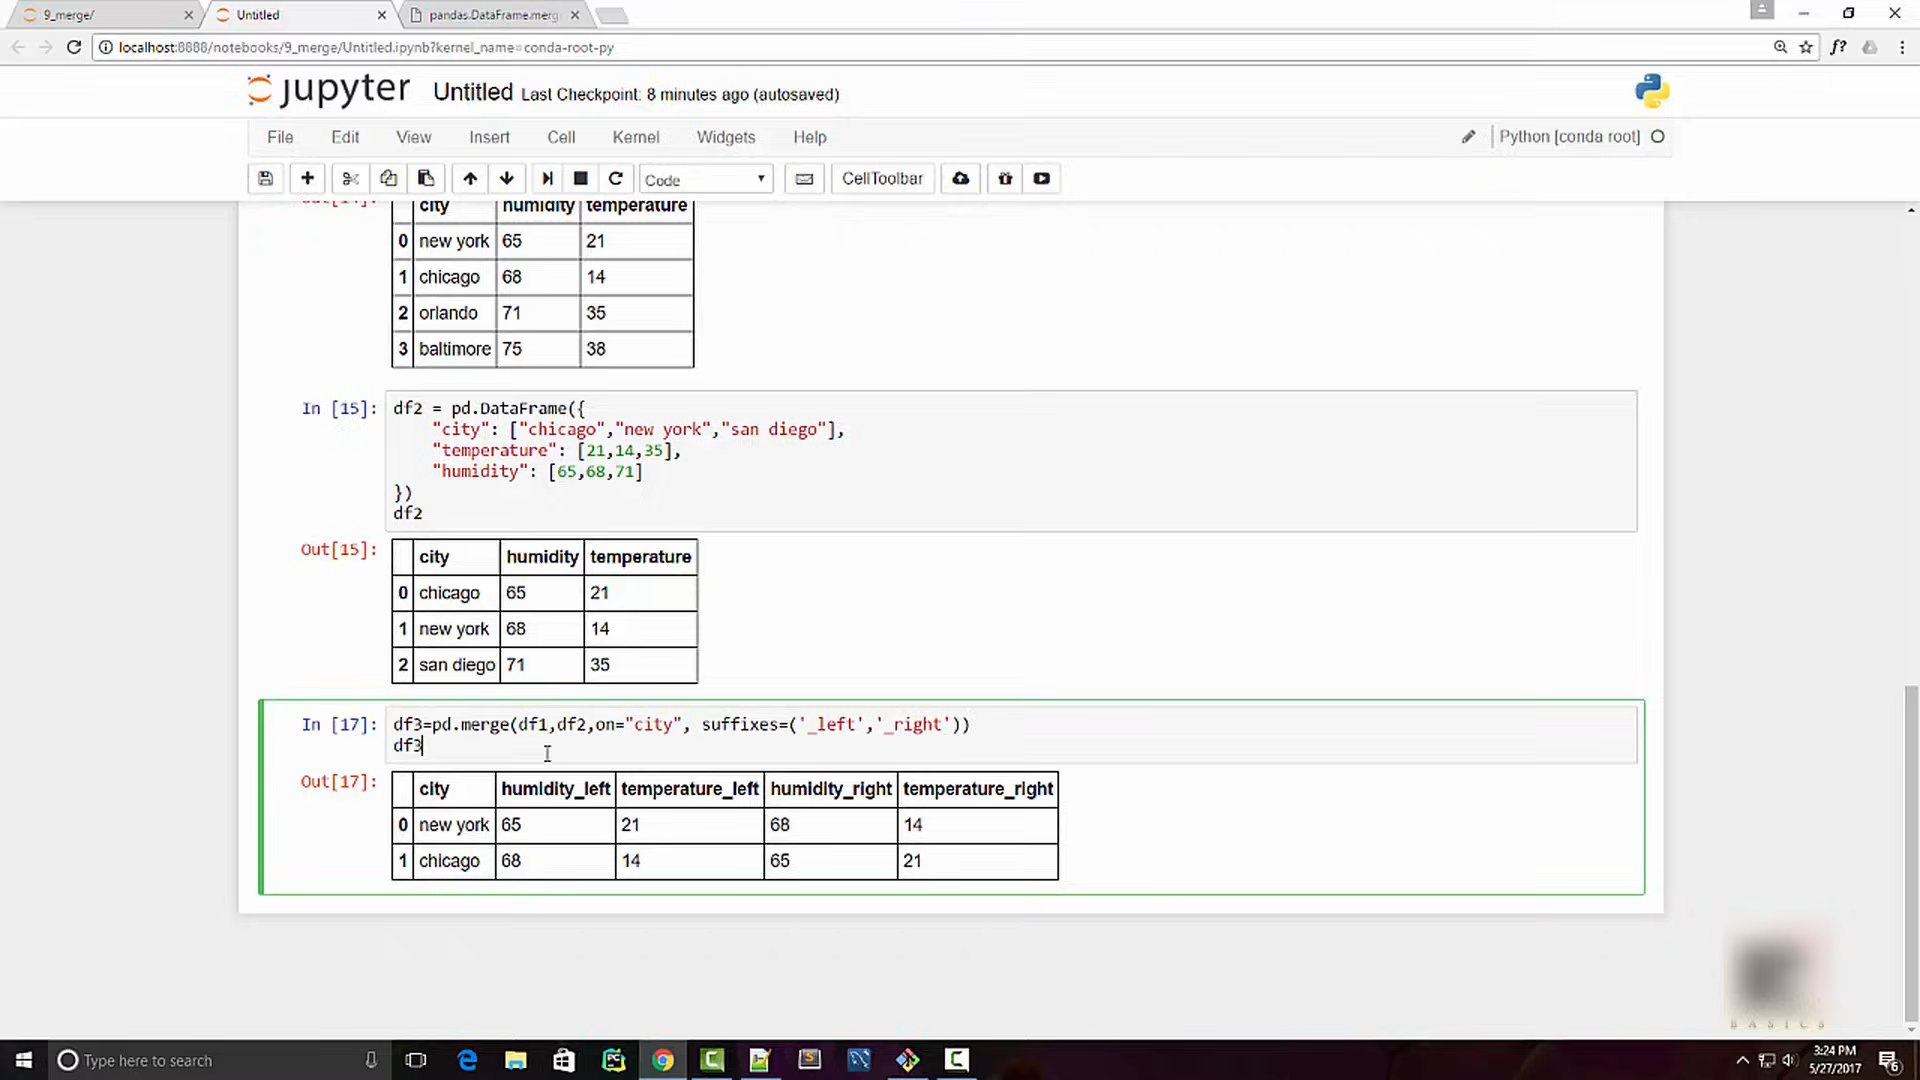 9_merge/
Untitled
pandas.DataFrame.merg
localhost:8888/notebooks/9_merge/Untitled.ipynb?kernel_name=conda-root-py
f?
jupyter Untitled Last Checkpoint: 8 minutes ago (autosaved)
File Edit View Insert Cell Kernel Widgets Help
Python [conda root]
Code
CellToolbar
city humidity temperature
0 new york 65 21
1 chicago 68 14
2 orlando 71 35
3 baltimore 75 38
In [15]: df2 = pd.DataFrame({
"city": ["chicago","new york","san diego"],
"temperature": [21,14,35],
"humidity": [65,68,71]
})
df2
Out[15]:
city humidity temperature
0 chicago 65 21
1 new york 68 14
2 san diego 71 35
In [17]: df3=pd.merge(df1,df2,on="city", suffixes=('_left','_right'))
df3
Out[17]:
city humidity_left temperature_left humidity_right temperature_right
0 new york 65 21 68 14
1 chicago 68 14 65 21
BASICS
Type here to search
PC
3:24 PM
5/27/2017
6